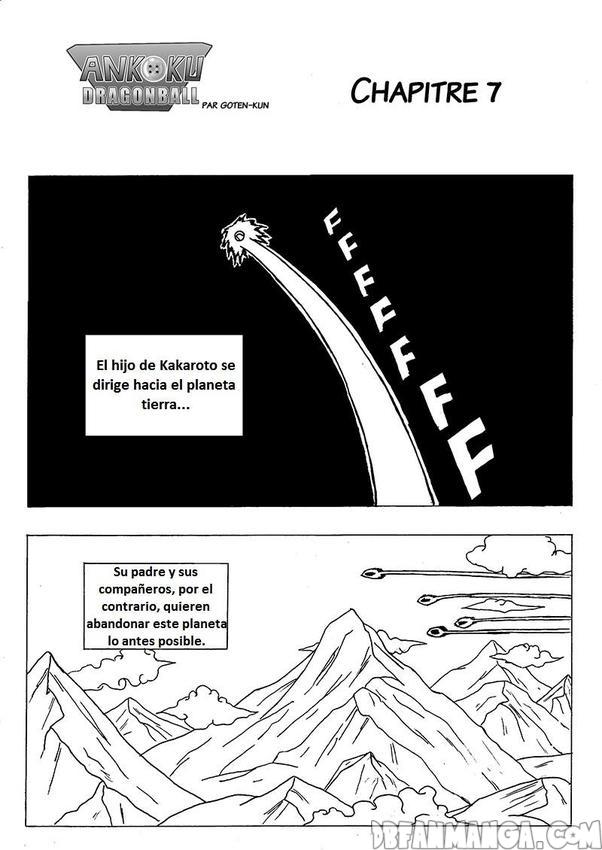 ANKOKU
DRAGONBALL
PAR GOTEN-KUN
CHAPITRE 7
F F F F F F F
El hijo de Kakaroto se
dirige hacia el planeta
tierra...
Su padre y sus
compañeros, por el
contrario, quieren
abandonar este planeta
lo antes posible.
DBFANMANGA.COM